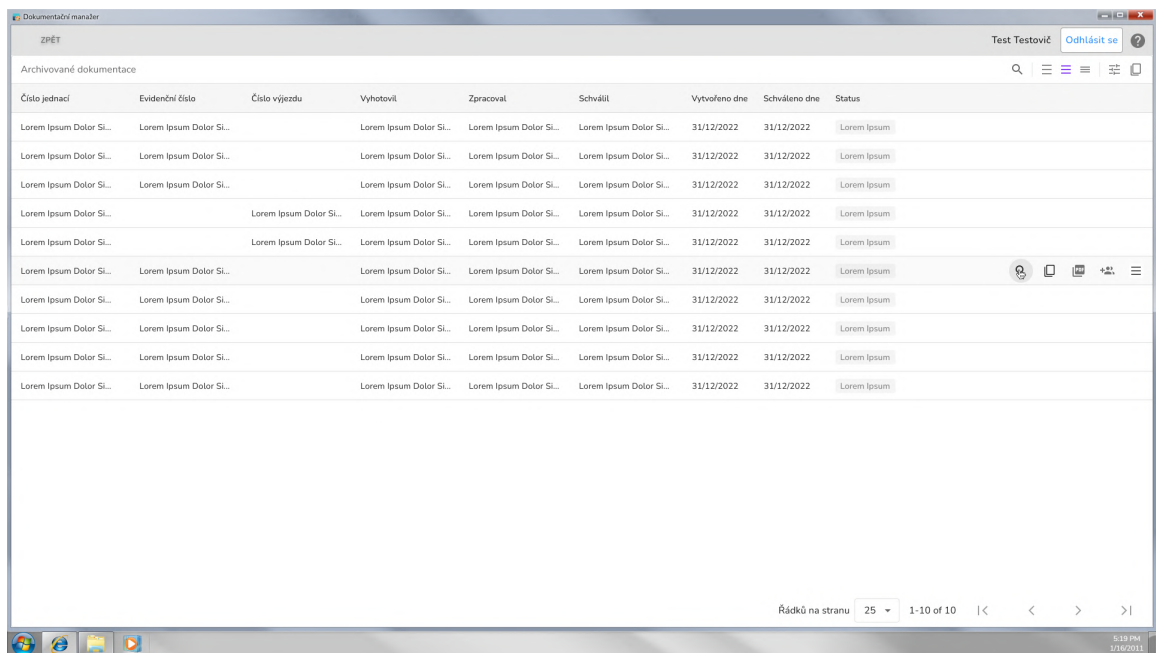 Dokumentační manažer
ZPĚT
Test Testovič Odhlásit se
Archivované dokumentace
Číslo jednací Evidenční číslo Číslo výjezdu Vyhotovil Zpracoval Schválil Vytvořeno dne Schváleno dne Status
Lorem Ipsum Dolor Si... Lorem Ipsum Dolor Si... Lorem Ipsum Dolor Si... Lorem Ipsum Dolor Si... Lorem Ipsum Dolor Si... 31/12/2022 31/12/2022 Lorem Ipsum
Lorem Ipsum Dolor Si... Lorem Ipsum Dolor Si... Lorem Ipsum Dolor Si... Lorem Ipsum Dolor Si... Lorem Ipsum Dolor Si... 31/12/2022 31/12/2022 Lorem Ipsum
Lorem Ipsum Dolor Si... Lorem Ipsum Dolor Si... Lorem Ipsum Dolor Si... Lorem Ipsum Dolor Si... Lorem Ipsum Dolor Si... 31/12/2022 31/12/2022 Lorem Ipsum
Lorem Ipsum Dolor Si... Lorem Ipsum Dolor Si... Lorem Ipsum Dolor Si... Lorem Ipsum Dolor Si... Lorem Ipsum Dolor Si... 31/12/2022 31/12/2022 Lorem Ipsum
Lorem Ipsum Dolor Si... Lorem Ipsum Dolor Si... Lorem Ipsum Dolor Si... Lorem Ipsum Dolor Si... Lorem Ipsum Dolor Si... 31/12/2022 31/12/2022 Lorem Ipsum
Lorem Ipsum Dolor Si... Lorem Ipsum Dolor Si... Lorem Ipsum Dolor Si... Lorem Ipsum Dolor Si... Lorem Ipsum Dolor Si... 31/12/2022 31/12/2022 Lorem Ipsum PDF
Lorem Ipsum Dolor Si... Lorem Ipsum Dolor Si... Lorem Ipsum Dolor Si... Lorem Ipsum Dolor Si... Lorem Ipsum Dolor Si... 31/12/2022 31/12/2022 Lorem Ipsum
Lorem Ipsum Dolor Si... Lorem Ipsum Dolor Si... Lorem Ipsum Dolor Si... Lorem Ipsum Dolor Si... Lorem Ipsum Dolor Si... 31/12/2022 31/12/2022 Lorem Ipsum
Lorem Ipsum Dolor Si... Lorem Ipsum Dolor Si... Lorem Ipsum Dolor Si... Lorem Ipsum Dolor Si... Lorem Ipsum Dolor Si... 31/12/2022 31/12/2022 Lorem Ipsum
Lorem Ipsum Dolor Si... Lorem Ipsum Dolor Si... Lorem Ipsum Dolor Si... Lorem Ipsum Dolor Si... Lorem Ipsum Dolor Si... 31/12/2022 31/12/2022 Lorem Ipsum
Řádků na stranu 25 1-10 of 10
5:19 PM
1/16/2011